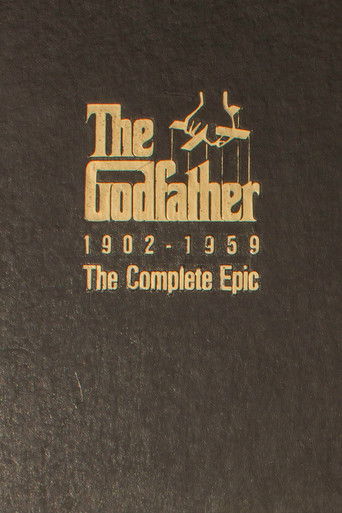 The
Godfather
1902-1959
The Complete Epic